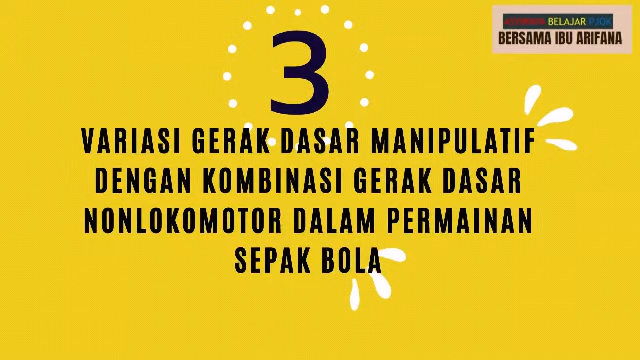 BELAJAR PJOK
BERSAMA IBU ARIFANA
3
VARIASI GERAK DASAR MANIPULATIF
DENGAN KOMBINASI GERAK DASAR
NONLOKOMOTOR DALAM PERMAINAN
SEPAK BOLA